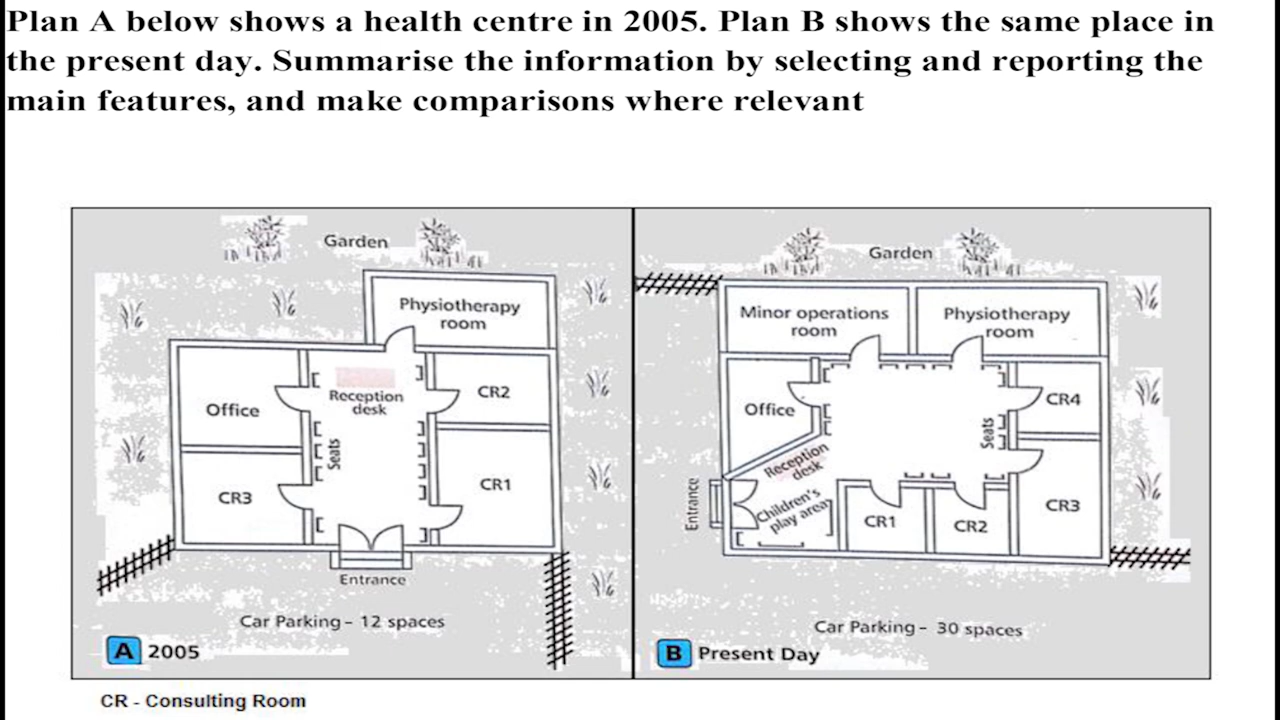 Plan A below shows a health centre in 2005. Plan B shows the same place in
the present day. Summarise the information by selecting and reporting the
main features, and make comparisons where relevant
Garden
Physiotherapy
room
Office
Reception
desk
CR2
Seats
CR3
CR1
Entrance
Car Parking – 12 spaces
A 2005
Garden
Minor operations
room
Physiotherapy
room
Office
CR4
Seats
Reception
desk
Entrance
Children's
play area
CR1
CR2
CR3
Car Parking – 30 spaces
B Present Day
CR - Consulting Room